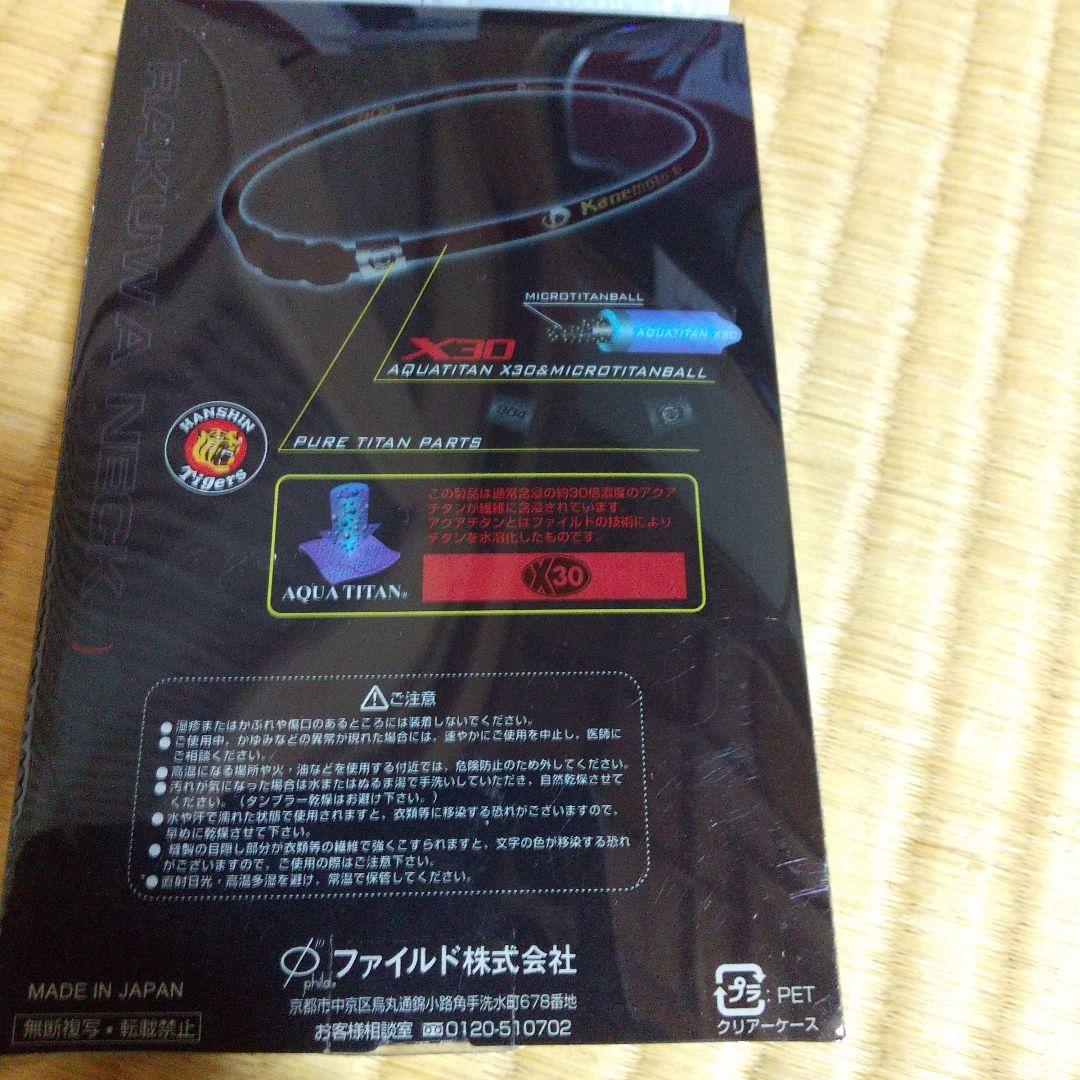 RAKUWA NECK
Kanemoto 6
MICROTITANBALL
AQUATITAN X30
X30
AQUATITAN X30&MICROTITANBALL
904
PURE TITAN PARTS
HANSHIN
Tigers
この製品は通常含浸の約30倍濃度のアクア
チタンが繊維に含浸されています。
アクアチタンとはファイルドの技術により
チタンを水溶化したものです。
AQUA TITAN
X30
ご注意
●湿疹またはかぶれや傷口のあるところには装着しないでください。
●ご使用中、かゆみなどの異常が現れた場合には、速やかにご使用を中止し、医師に
ご相談ください。
●高温になる場所や火・油などを使用する付近では、危険防止のため外してください。
●汚れが気になった場合は水またはぬるま湯で手洗いしていただき、自然乾燥させて
ください。(タンブラー乾燥はお避け下さい。)
●水や汗で濡れた状態で使用されますと、衣類等に移染する恐れがございますので、
早めに乾燥させて下さい。
●縫製の目隠し部分が衣類等の繊維で強くこすられますと、文字の色が移染する恐れ
がございますので、ご使用の際はご注意下さい。
●直射日光・高温多湿を避け、常温で保管してください。
phild
ファイルド株式会社
京都市中京区烏丸通錦小路角手洗水町678番地
お客様相談室 0120-510702
MADE IN JAPAN
無断複写・転載禁止
プラ : PET
クリアーケース